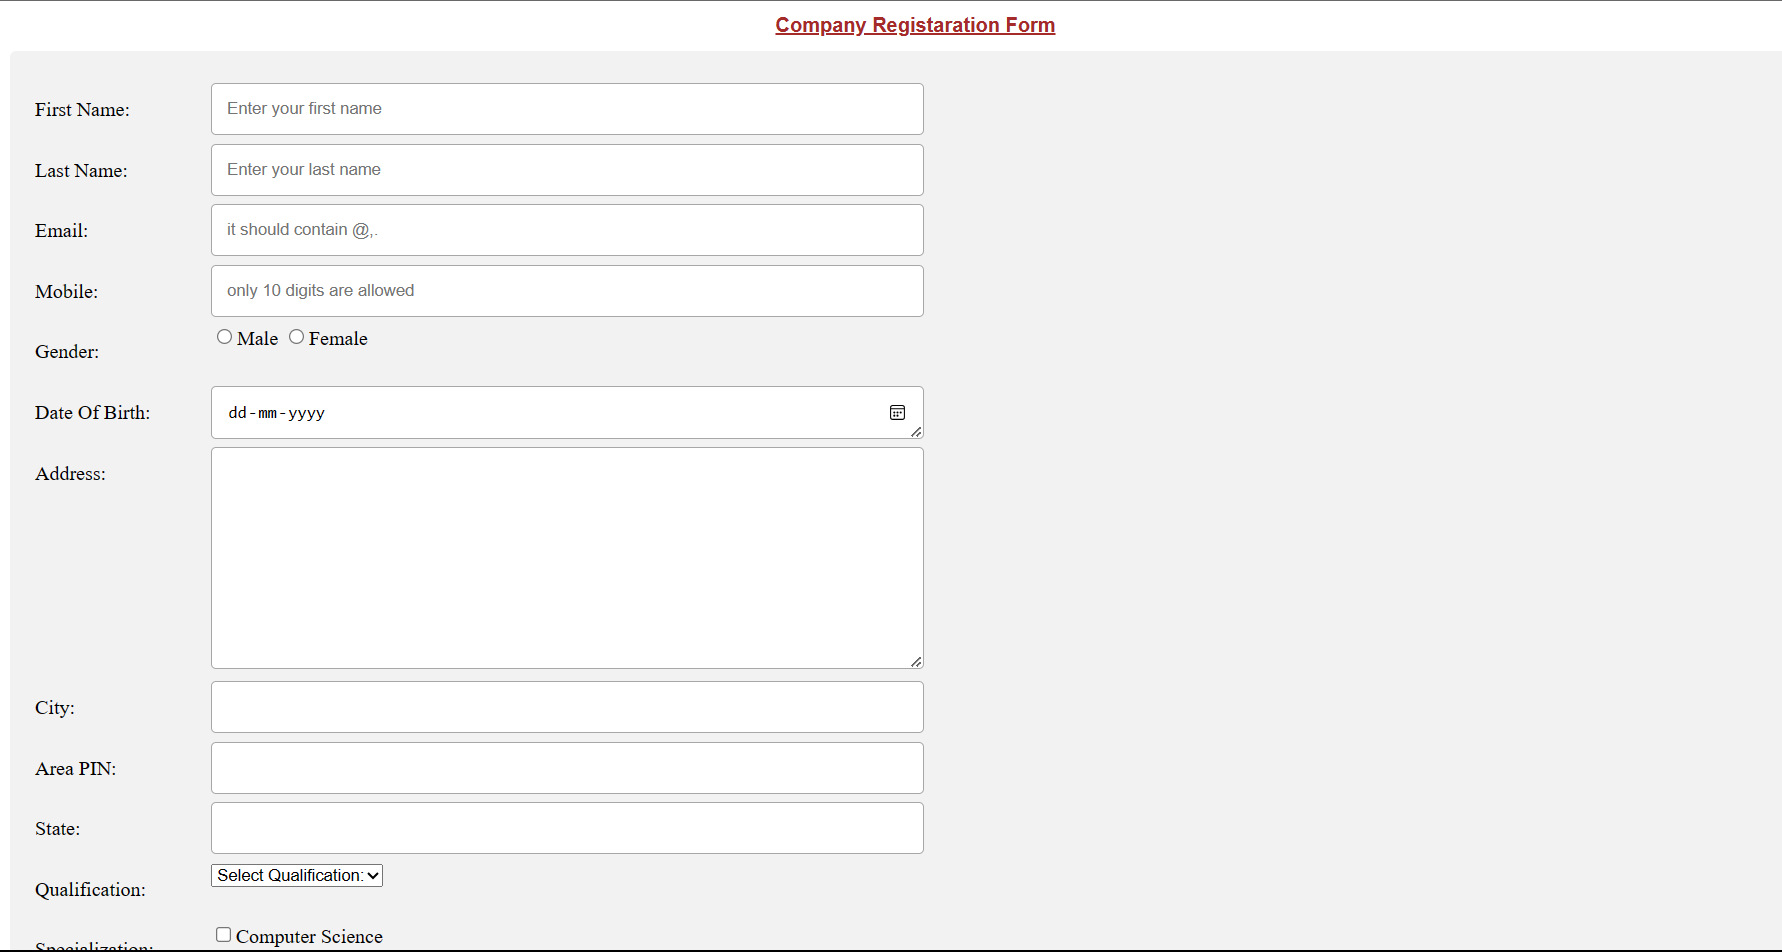 Company Registaration Form
First Name: Enter your first name
Last Name: Enter your last name
Email: it should contain @,.
Mobile: only 10 digits are allowed
Gender: Male Female
Date Of Birth: dd-mm-yyyy
Address:
City:
Area PIN:
State:
Qualification: Select Qualification:
Specialization: Computer Science